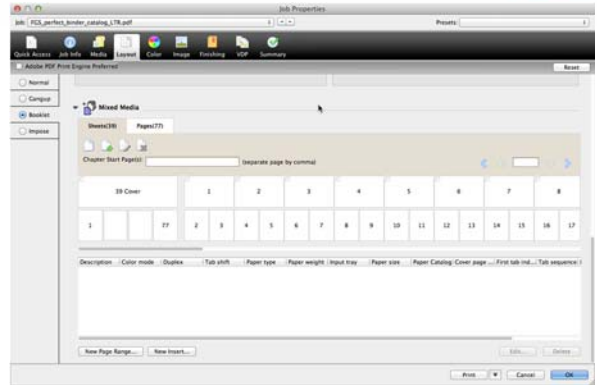 Job Properties
Job: FGS_perfect_binder_catalog_LTR.pdf
Presets:
Quick Access Job Info Media Layout Color Image Finishing VDP Summary
Adobe PDF Print Engine Preferred
Reset
Normal
Gangup
Booklet
Impose
Mixed Media
Sheets(39) Pages(77)
Chapter Start Page(s): (separate page by comma)
39 Cover 1 2 3 4 5 6 7 8
1 77 2 3 4 5 6 7 8 9 10 11 12 13 14 15 16 17
Description Color mode Duplex Tab shift Paper type Paper weight Input tray Paper size Paper Catalog Cover page ... First tab ind... Tab sequence
New Page Range... New Insert... Edit... Delete
Print Cancel OK